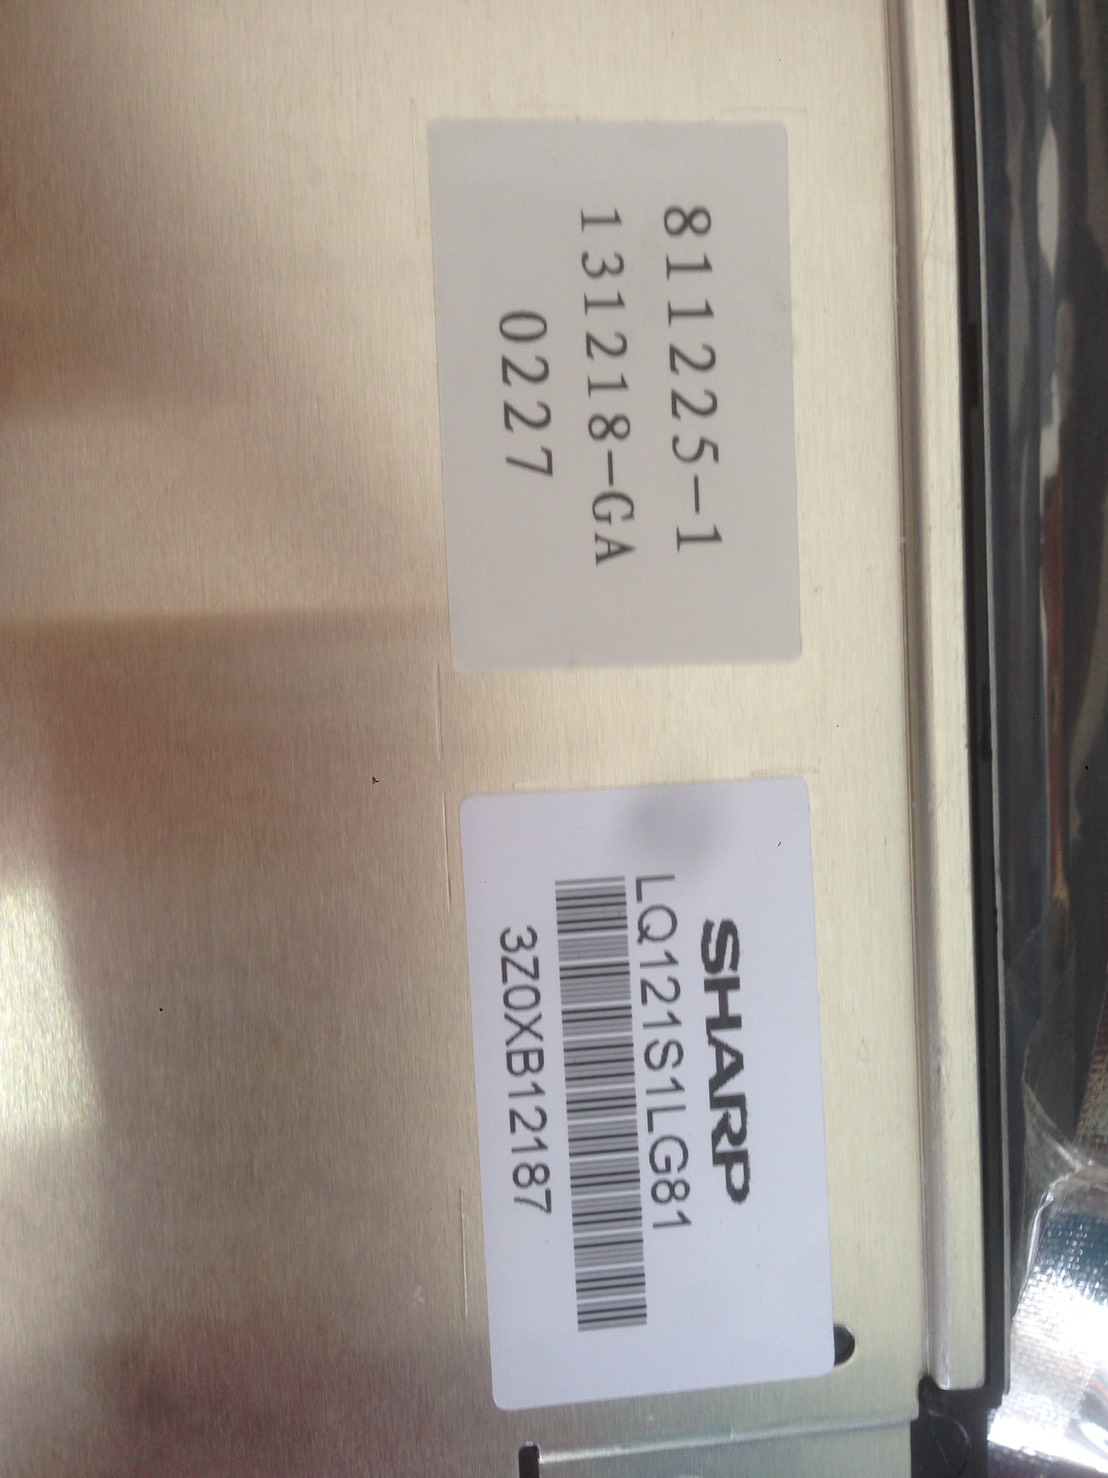 811225-1
131218-GA
0227
SHARP
LQ121S1LG81
3Z0XB12187